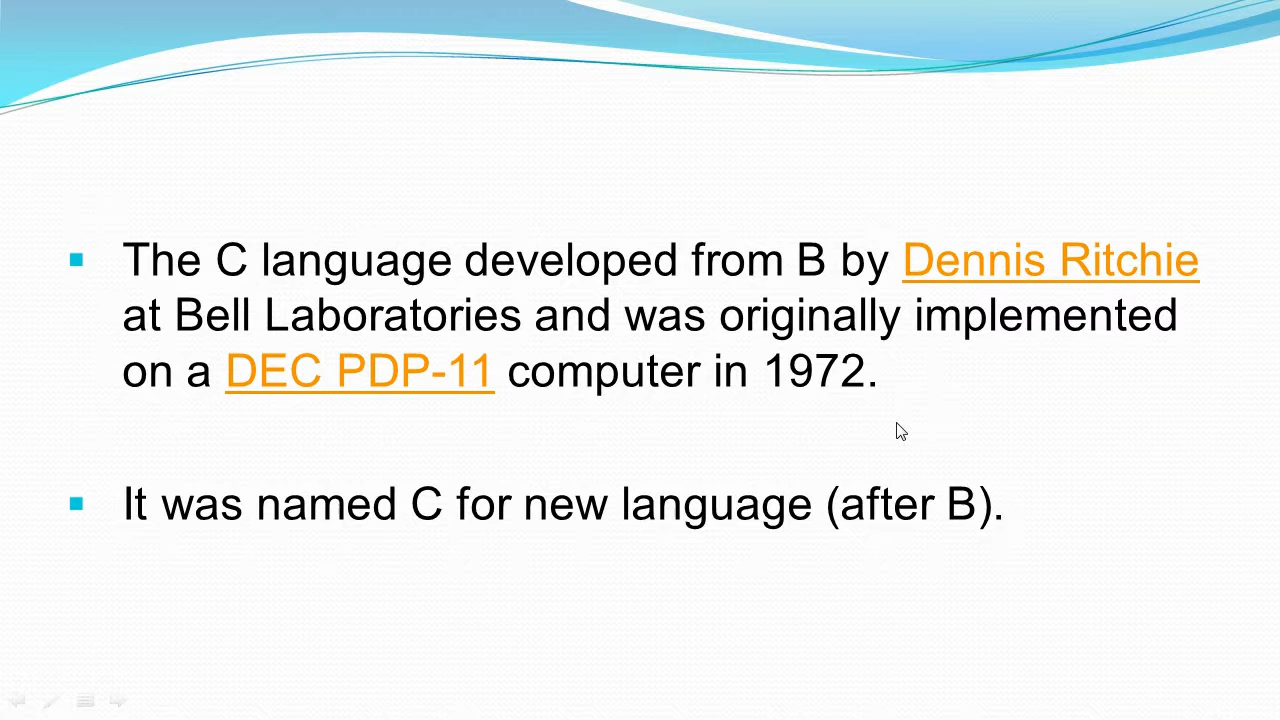 The C language developed from B by Dennis Ritchie
at Bell Laboratories and was originally implemented
on a DEC PDP-11 computer in 1972.
It was named C for new language (after B).